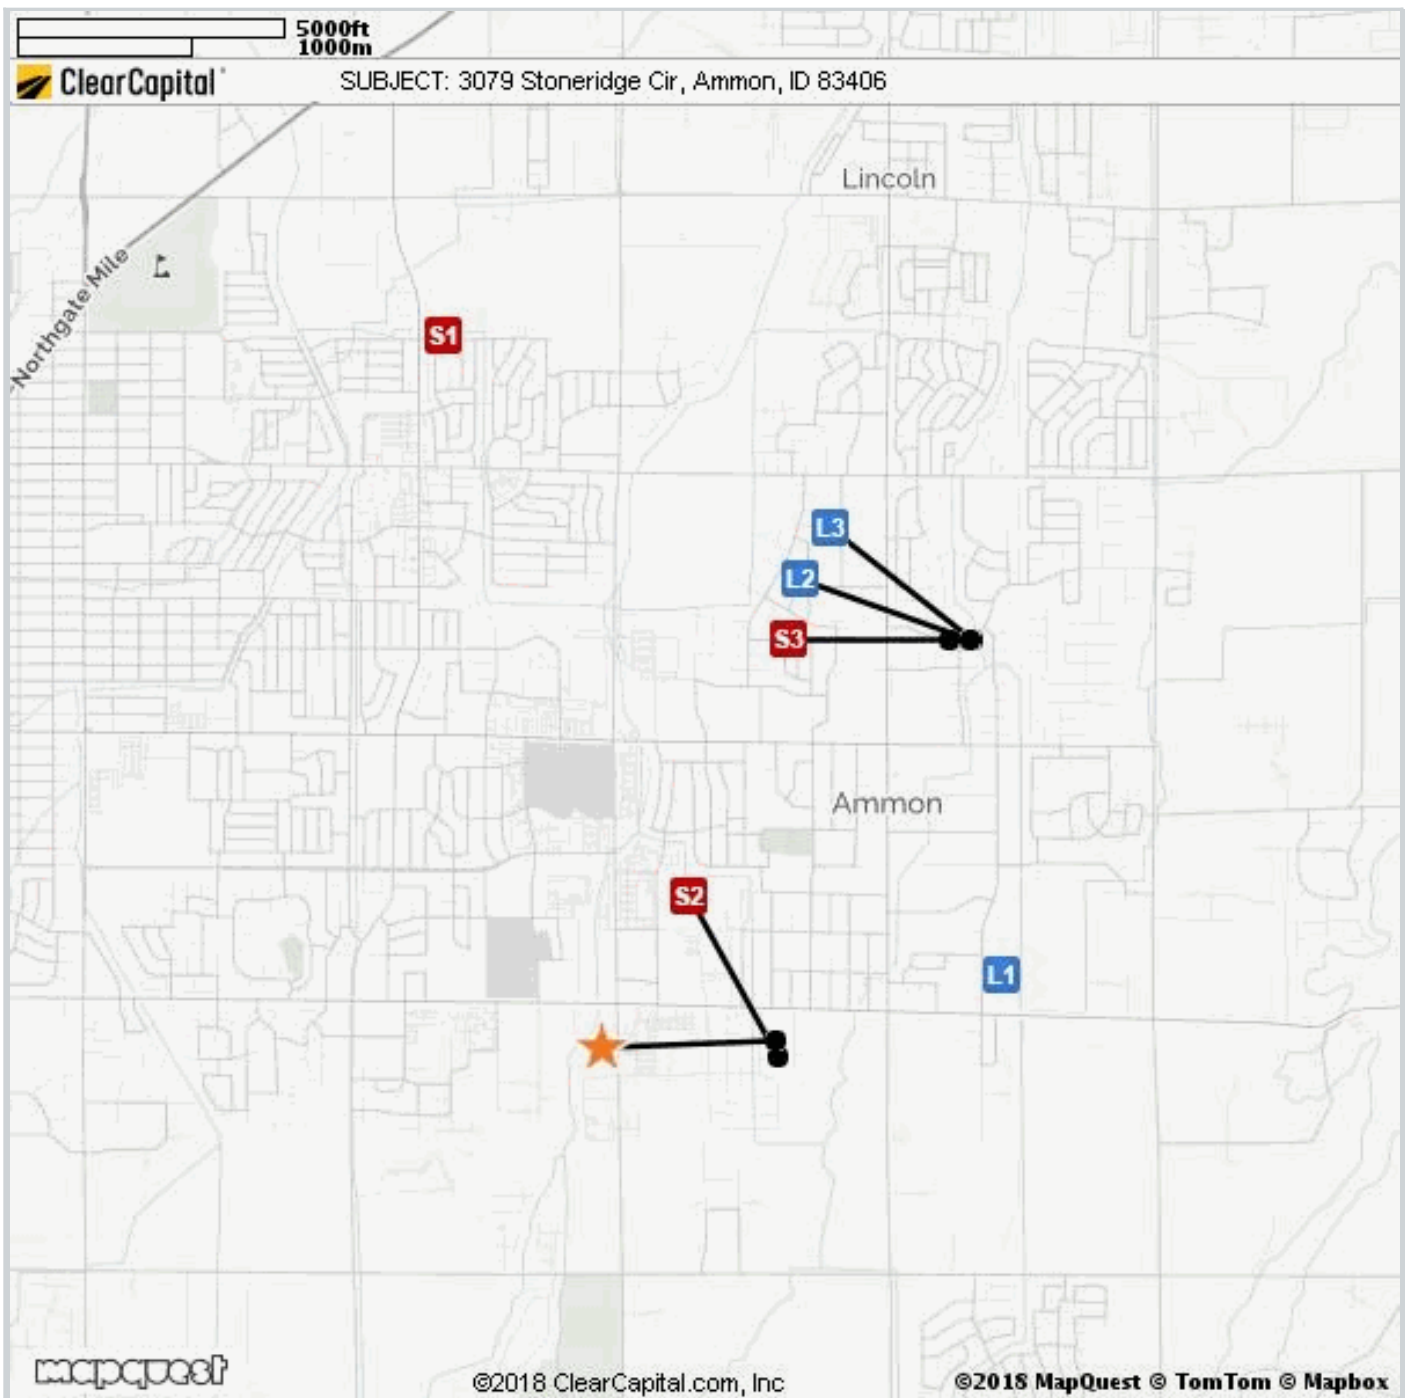 5000ft
1000m
ClearCapital
SUBJECT: 3079 Stoneridge Cir, Ammon, ID 83406
Lincoln
Northgate Mile
S1
L3
L2
S3
Ammon
S2
L1
mapquest
©2018 ClearCapital.com, Inc
©2018 MapQuest © TomTom © Mapbox